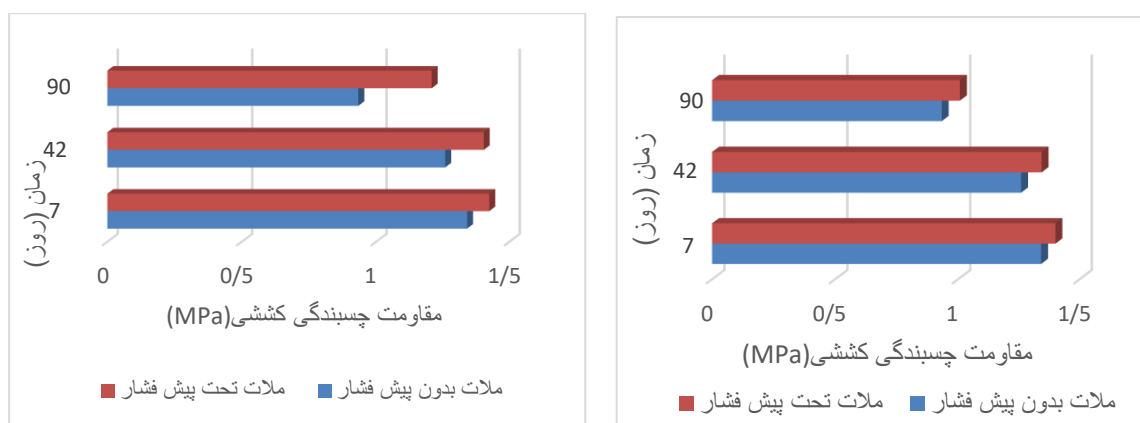 90
42
7
زمان (روز)
0 0/5 1 1/5
مقاومت چسبندگی کششی(MPa)
ملات تحت پیش فشار ملات بدون پیش فشار
90
42
7
زمان (روز)
0 0/5 1 1/5
مقاومت چسبندگی کششی(MPa)
ملات تحت پیش فشار ملات بدون پیش فشار